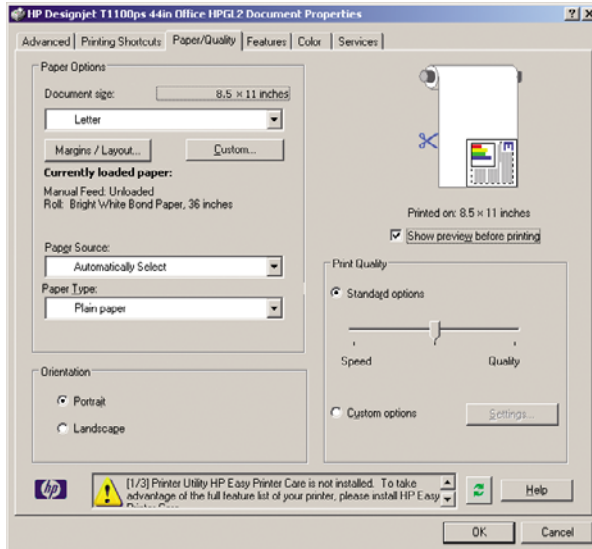 HP Designjet T1100ps 44in Office HPGL2 Document Properties
Advanced Printing Shortcuts Paper/Quality Features Color Services
Paper Options
Document size: 8.5 × 11 inches
Letter
Margins / Layout... Custom...
Currently loaded paper:
Manual Feed: Unloaded
Roll: Bright White Bond Paper, 36 inches
Paper Source:
Automatically Select
Paper Type:
Plain paper
Orientation
Portrait
Landscape
Printed on: 8.5 × 11 inches
Show preview before printing
Print Quality
Standard options
Speed Quality
Custom options Settings...
hp
[1/3] Printer Utility HP Easy Printer Care is not installed. To take
advantage of the full feature list of your printer, please install HP Easy
Printer Care
Help
OK Cancel